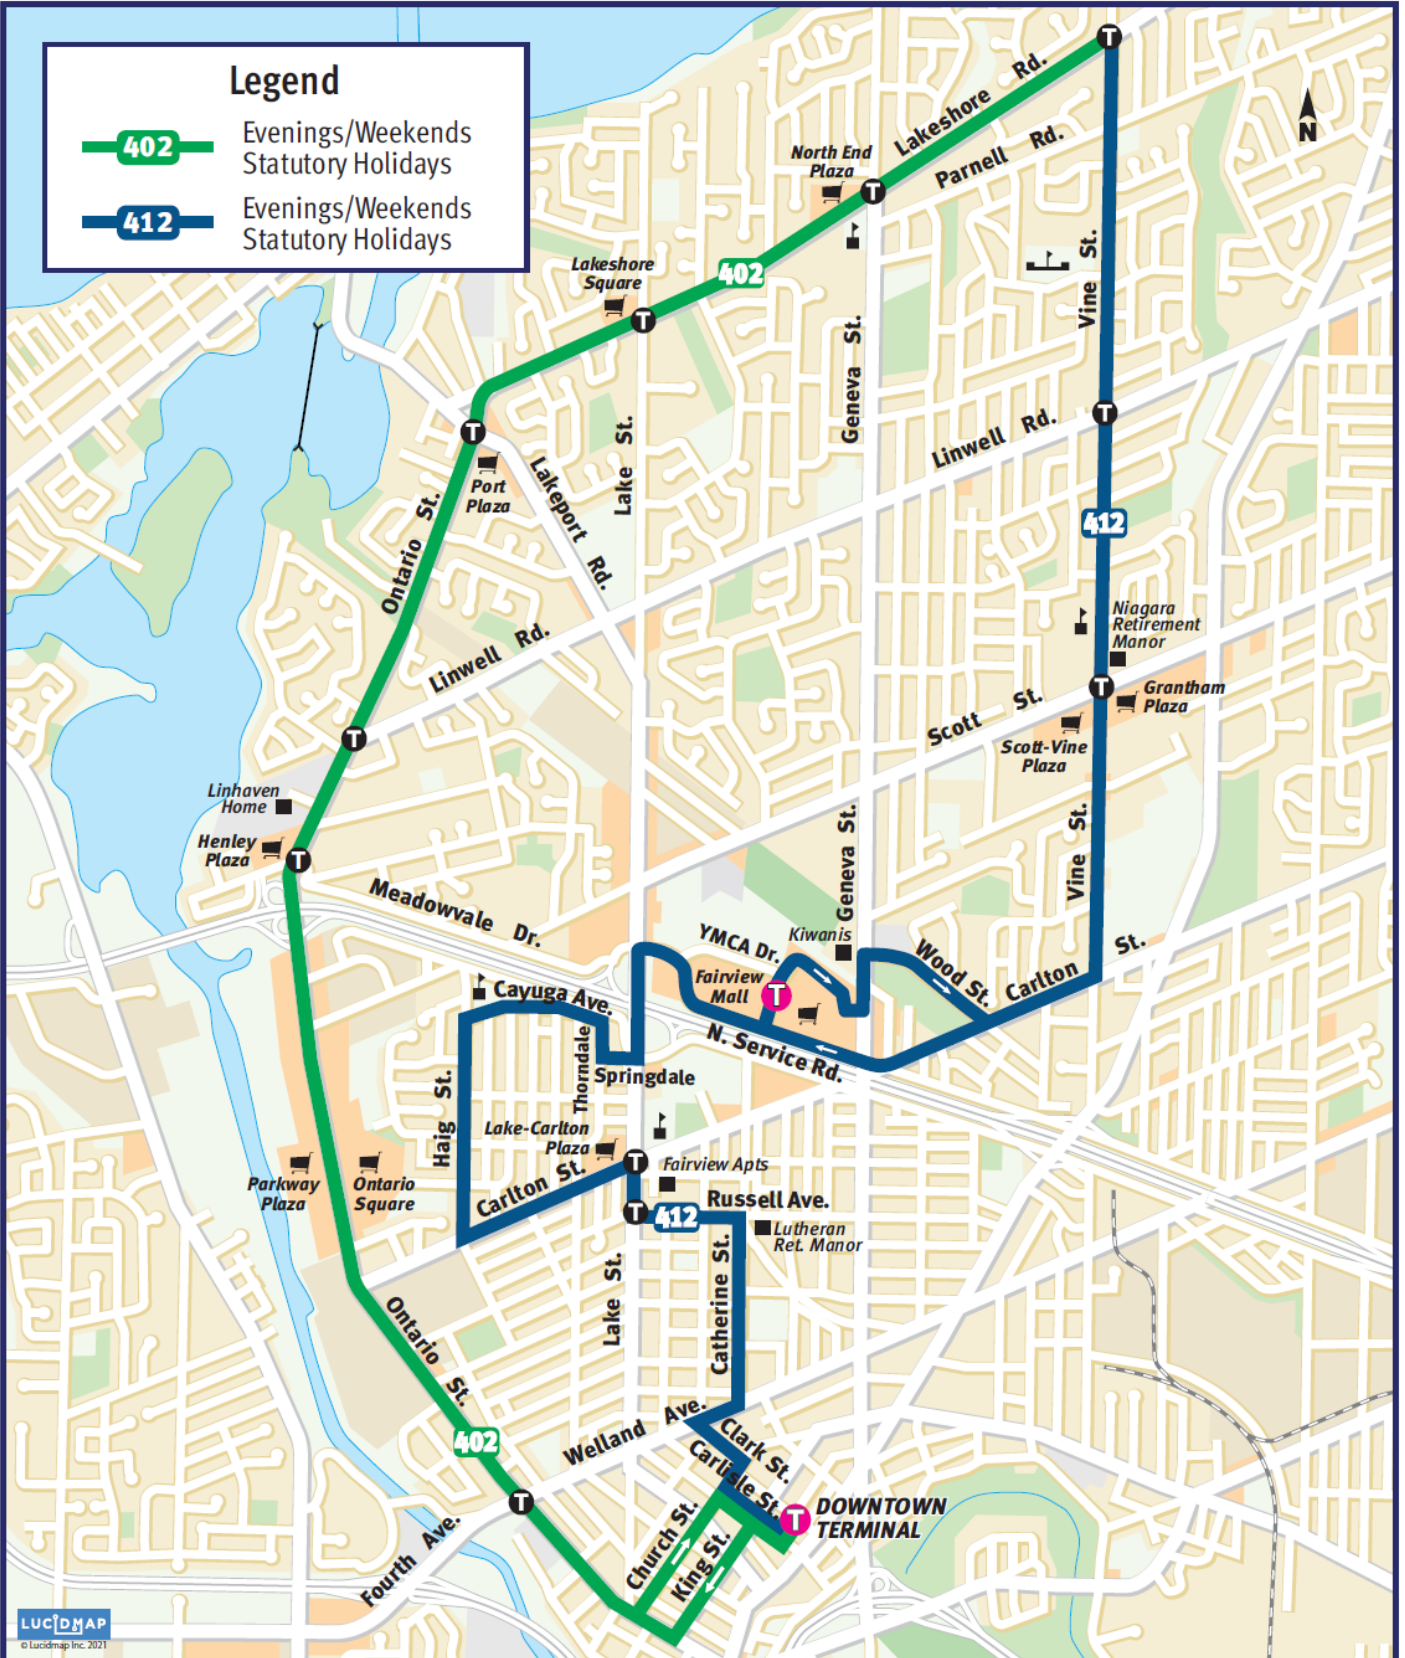 Legend
402
Evenings/Weekends
Statutory Holidays
412
Evenings/Weekends
Statutory Holidays
T
N
Lakeshore Rd.
Parnell Rd.
North End
Plaza
T
Vine St.
402
Lakeshore
Square
T
Geneva St.
T
Linwell Rd.
Lake St.
T
Port
Plaza
Lakeport Rd.
Ontario St.
412
Niagara
Retirement
Manor
T
Grantham
Plaza
Scott St.
Scott-Vine
Plaza
Linwell Rd.
T
Linhaven
Home
Henley
Plaza
T
Meadowvale Dr.
Geneva St.
Vine St.
YMCA Dr.
Kiwanis
Wood St.
Carlton St.
Fairview
Mall
T
N. Service Rd.
Cayuga Ave.
Thorndale
Springdale
Haig St.
Lake-Carlton
Plaza
T
Fairview Apts
Carlton St.
Parkway
Plaza
Ontario
Square
T
412
Russell Ave.
Lutheran
Ret. Manor
Lake St.
Catherine St.
Ontario St.
402
Welland Ave.
Clark St.
Carlisle St.
T
DOWNTOWN
TERMINAL
T
Fourth Ave.
Church St.
King St.
LUCIDMAP
© Lucidmap Inc. 2021